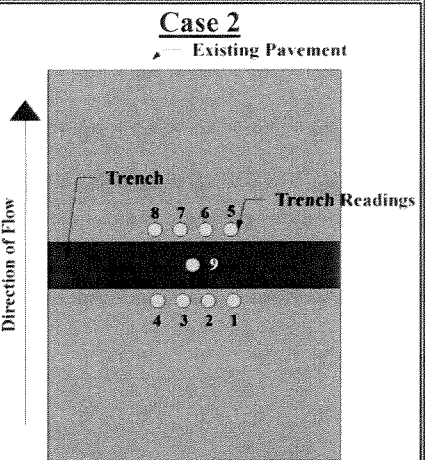 Case 2
Existing Pavement
Direction of Flow
Trench
Trench Readings
8 7 6 5
9
4 3 2 1